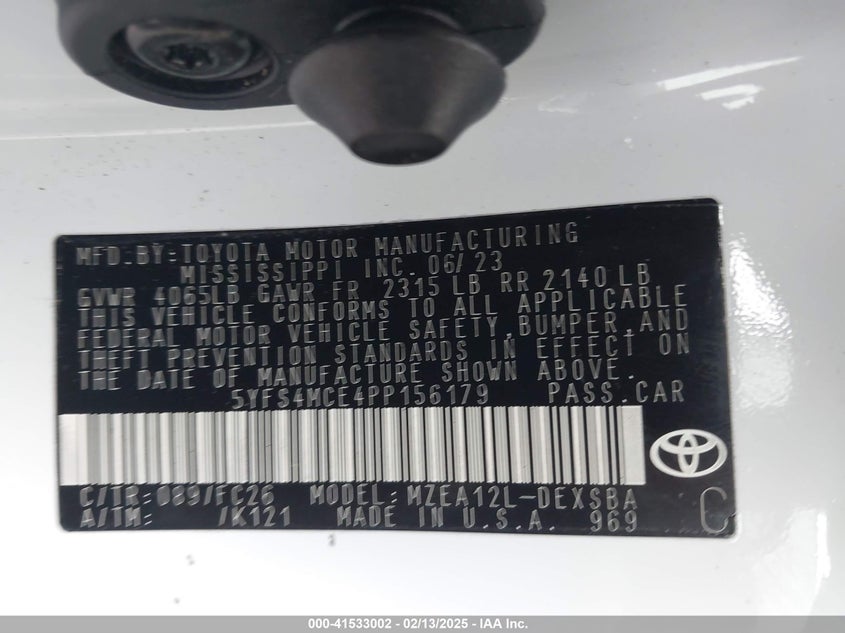 MFD.BY:TOYOTA MOTOR MANUFACTURING
MISSISSIPPI INC. 06/23
GVWR 4065LB GAWR FR 2315 LB RR 2140 LB
THIS VEHICLE CONFORMS TO ALL APPLICABLE
FEDERAL MOTOR VEHICLE SAFETY,BUMPER,AND
THEFT PREVENTION STANDARDS IN EFFECT ON
THE DATE OF MANUFACTURE SHOWN ABOVE.
5YFS4MCE4PP156179 PASS.CAR
C/TR:089/FC26 MODEL:MZEA12L-DEXSBA
A/TM: /K121 MADE IN U.S.A. 969 C
000-41533002 - 02/13/2025 - IAA, Inc.